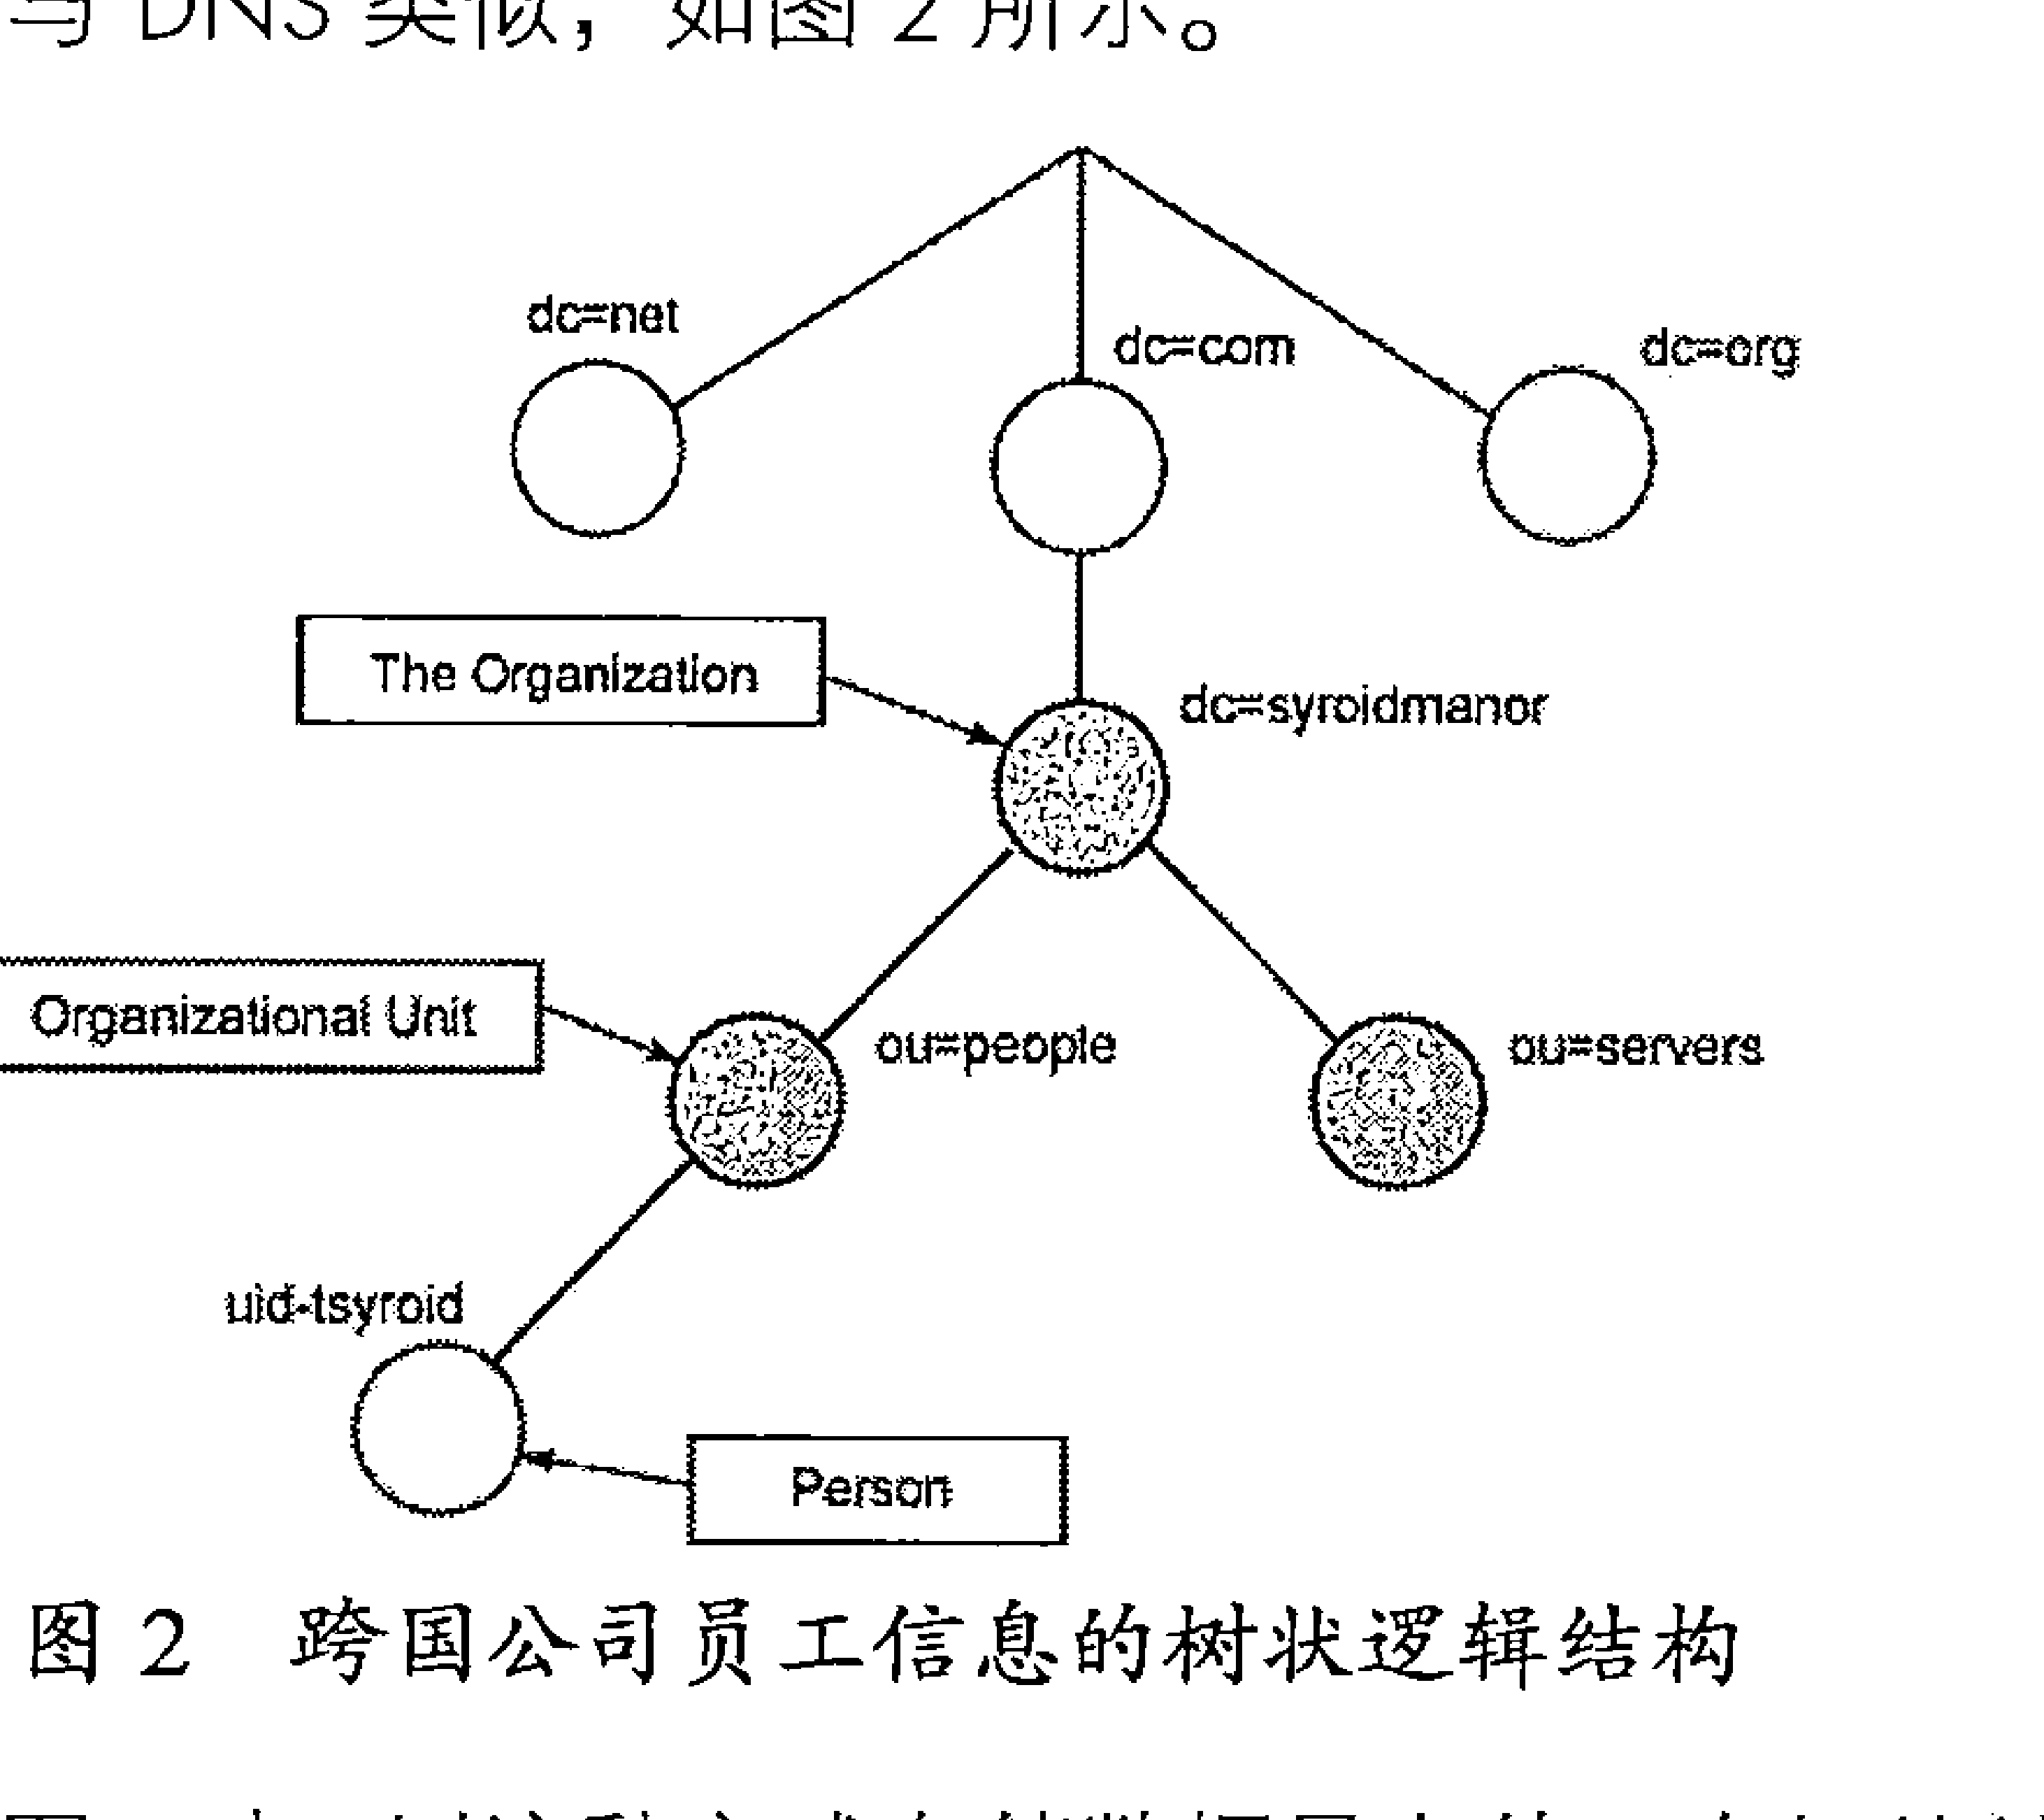 与 DNS 类似，如图 2 所示。
dc=net
dc=com
dc=org
The Organization
dc=syroidmanor
Organizational Unit
ou=people
ou=servers
uid-tsyroid
Person
图 2 跨国公司员工信息的树状逻辑结构